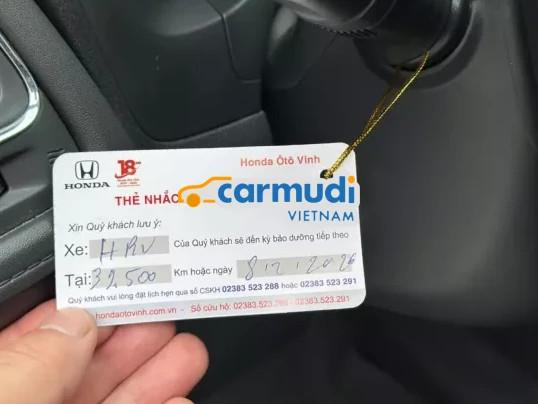 HONDA
18
Honda Ôtô Vinh
THẺ NHẮC
carmudi
VIETNAM
Xin Quý khách lưu ý:
Xe: HRV Của Quý khách sẽ đến kỳ bảo dưỡng tiếp theo
Tại: 32.500 Km hoặc ngày
Quý khách vui lòng đặt lịch hẹn qua số CSKH 02383 523 288 hoặc 02383 523 291
hondaotovinh.com.vn - Số cứu hộ: 02383.523.288 - 02383.523.291